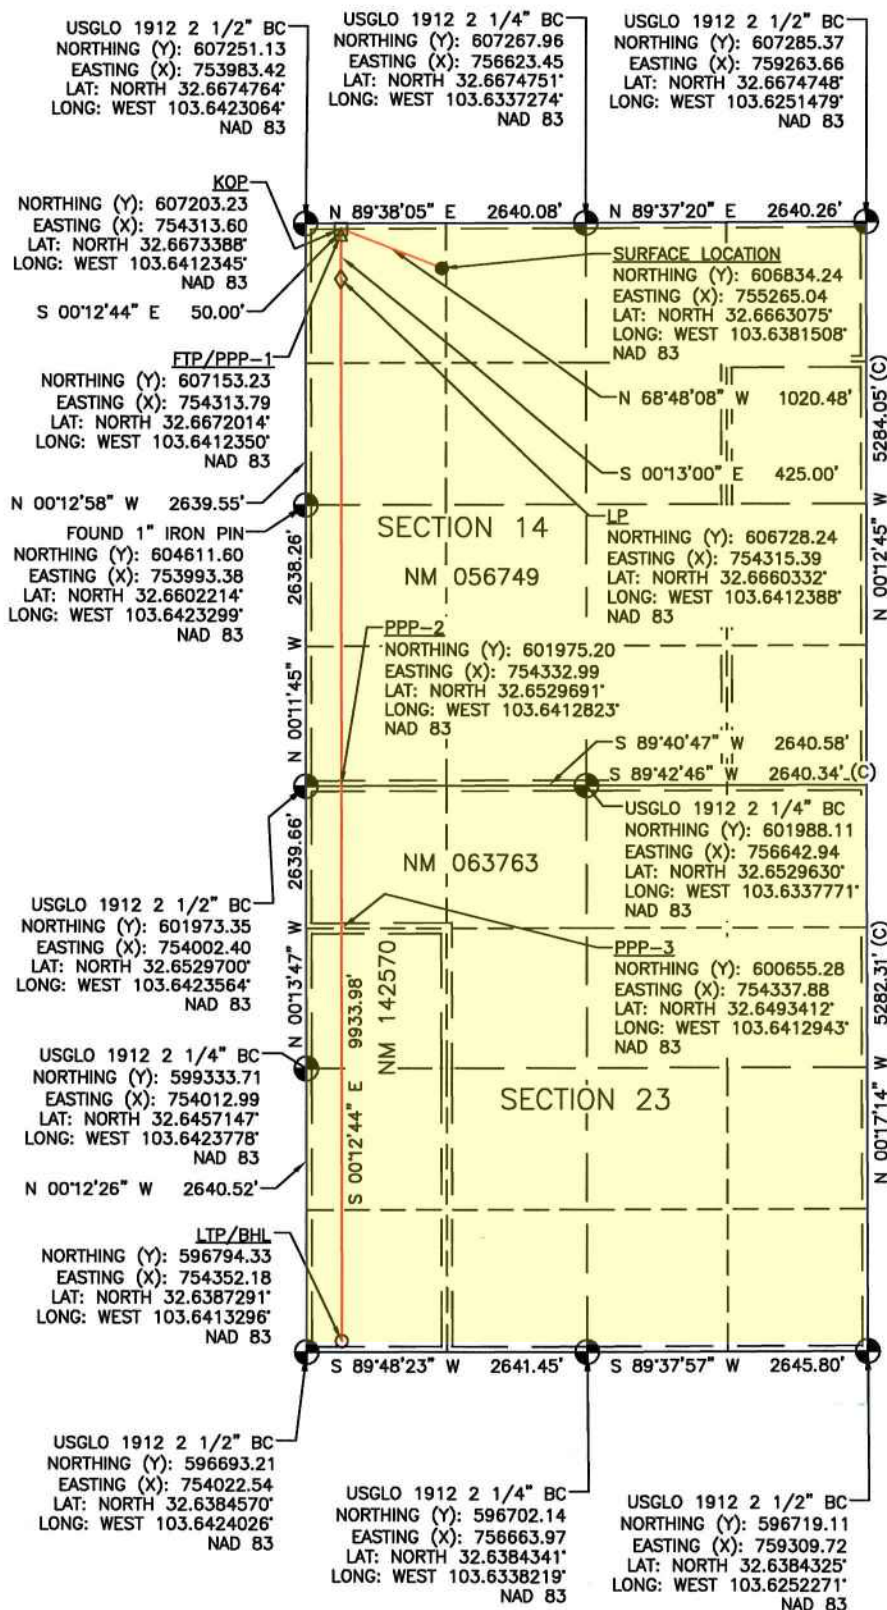 USGLO 1912 2 1/2" BC
NORTHING (Y): 607251.13
EASTING (X): 753983.42
LAT: NORTH 32.6674764°
LONG: WEST 103.6423064°
NAD 83
USGLO 1912 2 1/4" BC
NORTHING (Y): 607267.96
EASTING (X): 756623.45
LAT: NORTH 32.6674751°
LONG: WEST 103.6337274°
NAD 83
USGLO 1912 2 1/2" BC
NORTHING (Y): 607285.37
EASTING (X): 759263.66
LAT: NORTH 32.6674748°
LONG: WEST 103.6251479°
NAD 83
KOP
NORTHING (Y): 607203.23
EASTING (X): 754313.60
LAT: NORTH 32.6673388°
LONG: WEST 103.6412345°
NAD 83
N 89°38'05" E 2640.08'
N 89°37'20" E 2640.26'
SURFACE LOCATION
NORTHING (Y): 606834.24
EASTING (X): 755265.04
LAT: NORTH 32.6663075°
LONG: WEST 103.6381508°
NAD 83
S 00°12'44" E 50.00'
FTP/PPP-1
NORTHING (Y): 607153.23
EASTING (X): 754313.79
LAT: NORTH 32.6672014°
LONG: WEST 103.6412350°
NAD 83
N 68°48'08" W 1020.48'
S 00°13'00" E 425.00'
N 00°12'45" W 5284.05' (C)
N 00°12'58" W 2639.55'
FOUND 1" IRON PIN
NORTHING (Y): 604611.60
EASTING (X): 753993.38
LAT: NORTH 32.6602214°
LONG: WEST 103.6423299°
NAD 83
SECTION 14
NM 056749
LP
NORTHING (Y): 606728.24
EASTING (X): 754315.39
LAT: NORTH 32.6660332°
LONG: WEST 103.6412388°
NAD 83
N 00°11'45" W 2638.26'
PPP-2
NORTHING (Y): 601975.20
EASTING (X): 754332.99
LAT: NORTH 32.6529691°
LONG: WEST 103.6412823°
NAD 83
S 89°40'47" W 2640.58'
S 89°42'46" W 2640.34' (C)
USGLO 1912 2 1/4" BC
NORTHING (Y): 601988.11
EASTING (X): 756642.94
LAT: NORTH 32.6529630°
LONG: WEST 103.6337771°
NAD 83
NM 063763
N 00°13'47" W 2639.66'
USGLO 1912 2 1/2" BC
NORTHING (Y): 601973.35
EASTING (X): 754002.40
LAT: NORTH 32.6529700°
LONG: WEST 103.6423564°
NAD 83
PPP-3
NORTHING (Y): 600655.28
EASTING (X): 754337.88
LAT: NORTH 32.6493412°
LONG: WEST 103.6412943°
NAD 83
NM 142570
S 00°12'44" E 9933.98'
N 00°17'14" W 5282.31' (C)
USGLO 1912 2 1/4" BC
NORTHING (Y): 599333.71
EASTING (X): 754012.99
LAT: NORTH 32.6457147°
LONG: WEST 103.6423778°
NAD 83
SECTION 23
N 00°12'26" W 2640.52'
LTP/BHL
NORTHING (Y): 596794.33
EASTING (X): 754352.18
LAT: NORTH 32.6387291°
LONG: WEST 103.6413296°
NAD 83
S 89°48'23" W 2641.45'
S 89°37'57" W 2645.80'
USGLO 1912 2 1/2" BC
NORTHING (Y): 596693.21
EASTING (X): 754022.54
LAT: NORTH 32.6384570°
LONG: WEST 103.6424026°
NAD 83
USGLO 1912 2 1/4" BC
NORTHING (Y): 596702.14
EASTING (X): 756663.97
LAT: NORTH 32.6384341°
LONG: WEST 103.6338219°
NAD 83
USGLO 1912 2 1/2" BC
NORTHING (Y): 596719.11
EASTING (X): 759309.72
LAT: NORTH 32.6384325°
LONG: WEST 103.6252271°
NAD 83